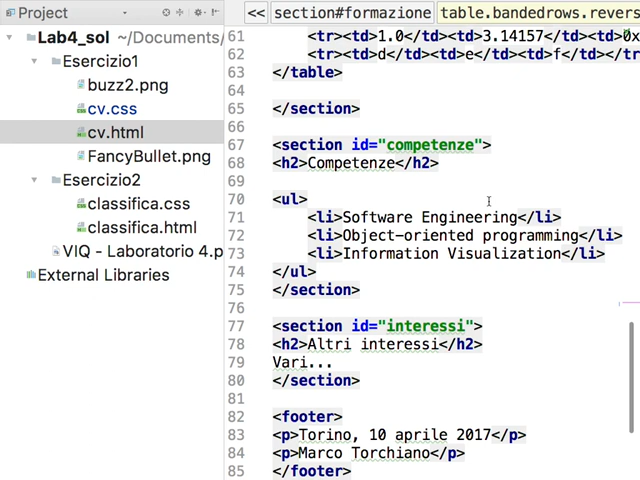 Project
<< section#formazione table.bandedrows.revers
Lab4_sol ~/Documents/
Esercizio1
buzz2.png
cv.css
cv.html
FancyBullet.png
Esercizio2
classifica.css
classifica.html
VIQ - Laboratorio 4.p
External Libraries
61 <tr><td>1.0</td><td>3.14157</td><td>0x
62 <tr><td>d</td><td>e</td><td>f</td></tr
63 </table>
64
65 </section>
66
67 <section id="competenze">
68 <h2>Competenze</h2>
69
70 <ul>
71 <li>Software Engineering</li>
72 <li>Object-oriented programming</li>
73 <li>Information Visualization</li>
74 </ul>
75 </section>
76
77 <section id="interessi">
78 <h2>Altri interessi</h2>
79 Vari...
80 </section>
81
82 <footer>
83 <p>Torino, 10 aprile 2017</p>
84 <p>Marco Torchiano</p>
85 </footer>